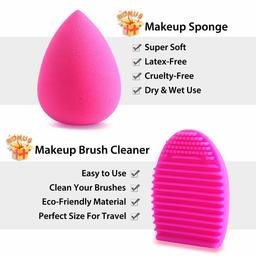 BONUS
Makeup Sponge
Super Soft
Latex-Free
Cruelty-Free
Dry & Wet Use
BONUS
Makeup Brush Cleaner
Easy to Use
Clean Your Brushes
Eco-Friendly Material
Perfect Size For Travel